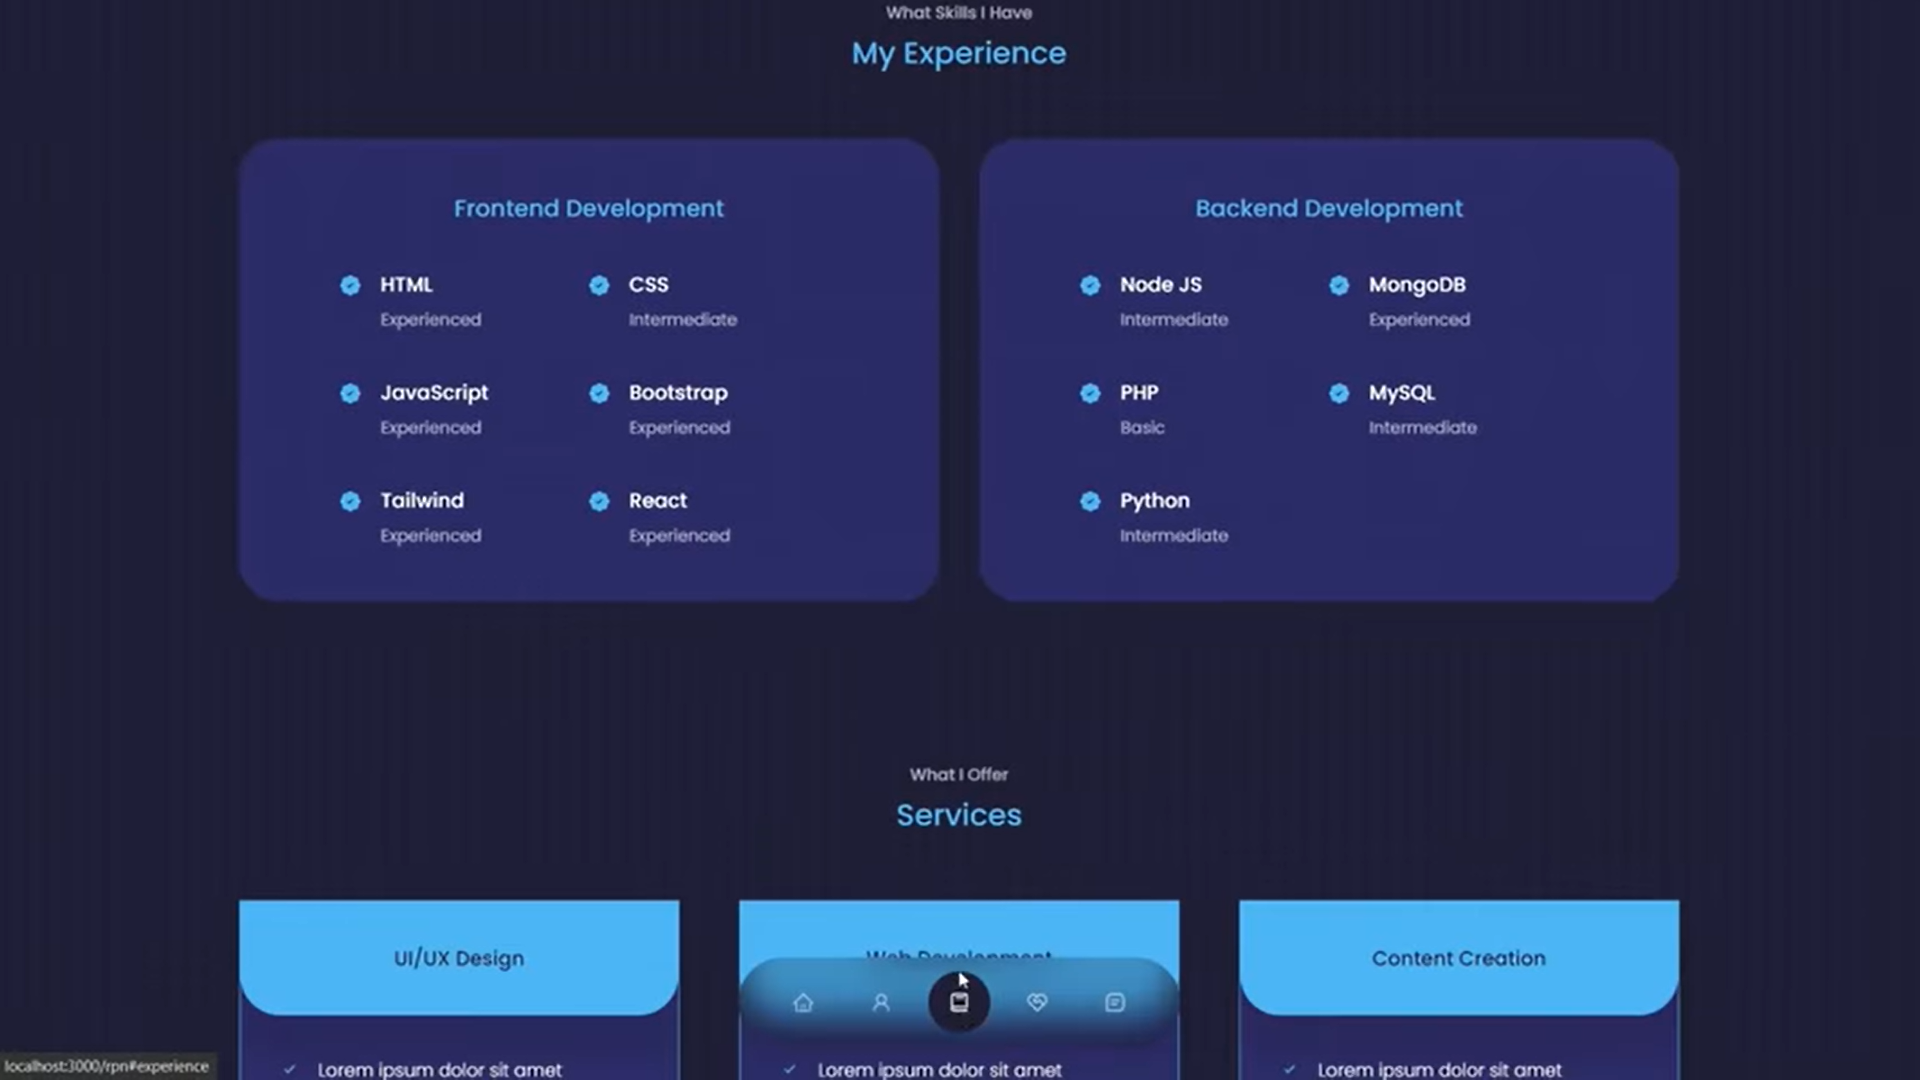 What Skills I Have
My Experience
Frontend Development
HTML
Experienced
CSS
Intermediate
JavaScript
Experienced
Bootstrap
Experienced
Tailwind
Experienced
React
Experienced
Backend Development
Node JS
Intermediate
MongoDB
Experienced
PHP
Basic
MySQL
Intermediate
Python
Intermediate
What I Offer
Services
UI/UX Design
Web Development
Content Creation
Lorem ipsum dolor sit amet
Lorem ipsum dolor sit amet
Lorem ipsum dolor sit amet
localhost:3000/rpn#experience